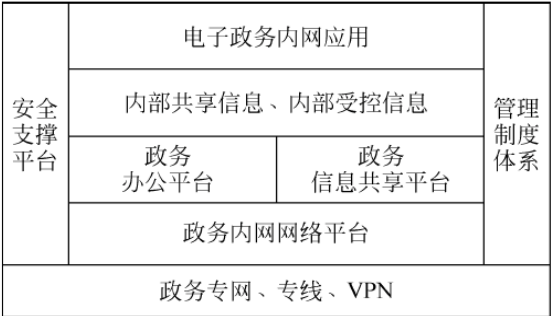 电子政务内网应用
安全
支撑
平台
内部共享信息、内部受控信息
管理
制度
体系
政务
办公平台
政务
信息共享平台
政务内网网络平台
政务专网、专线、VPN